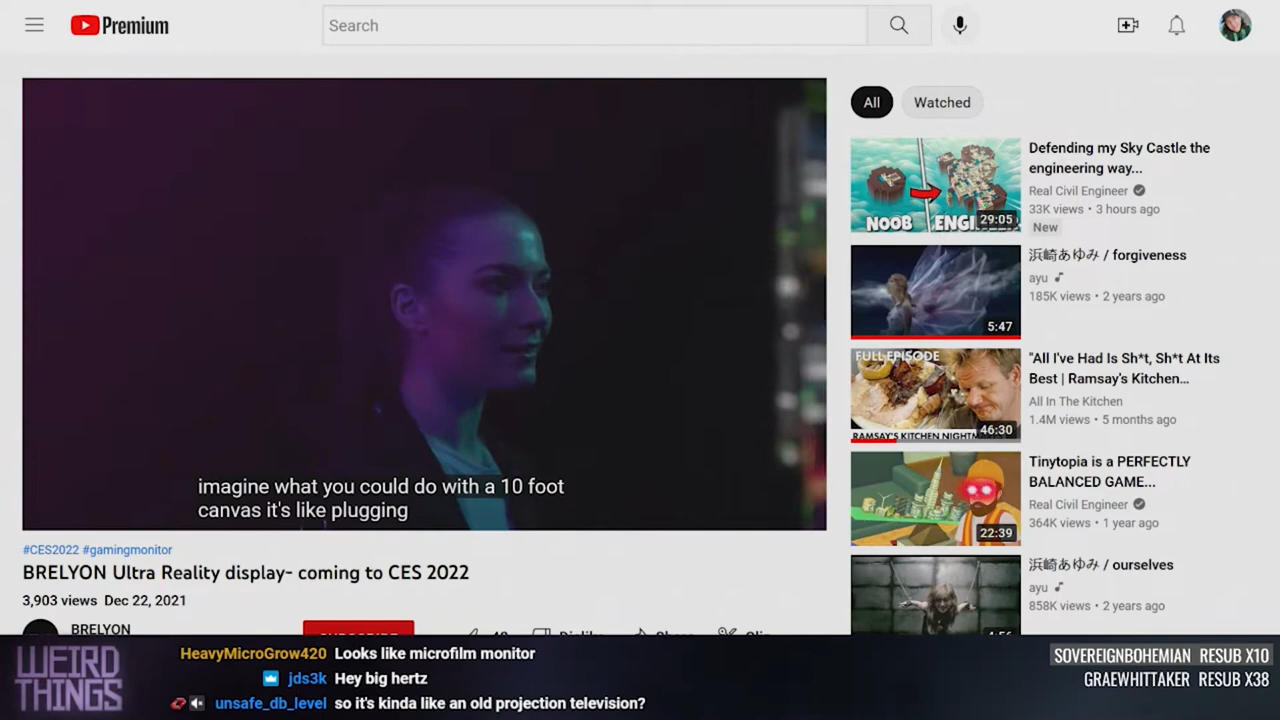 Premium
Search
All
Watched
imagine what you could do with a 10 foot
canvas it's like plugging
#CES2022 #gamingmonitor
BRELYON Ultra Reality display- coming to CES 2022
3,903 views Dec 22, 2021
BRELYON
NOOB
29:05
Defending my Sky Castle the
engineering way...
Real Civil Engineer
33K views • 3 hours ago
New
5:47
浜崎あゆみ / forgiveness
ayu
185K views • 2 years ago
FULL EPISODE
46:30
"All I've Had Is Sh*t, Sh*t At Its
Best | Ramsay's Kitchen...
All In The Kitchen
1.4M views • 5 months ago
22:39
Tinytopia is a PERFECTLY
BALANCED GAME...
Real Civil Engineer
364K views • 1 year ago
浜崎あゆみ / ourselves
ayu
858K views • 2 years ago
WEIRD
THINGS
HeavyMicroGrow420 Looks like microfilm monitor
jds3k Hey big hertz
unsafe_db_level so it's kinda like an old projection television?
SOVEREIGNBOHEMIAN RESUB X10
GRAEWHITTAKER RESUB X38